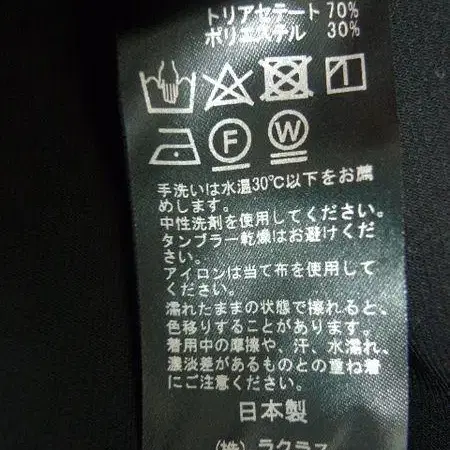 トリアセテート 70%
ポリエステル 30%
F W
手洗いは水温30℃以下をお薦
めします。
中性洗剤を使用してください。
タンブラー乾燥はお避けくだ
さい。
アイロンは当て布を使用して
ください。
濡れたままの状態で擦れると、
色移りすることがあります。
着用中の摩擦や、汗、水濡れ、
濃淡差があるものとの重ね着
にご注意ください。
日本製
(株) ラクラス